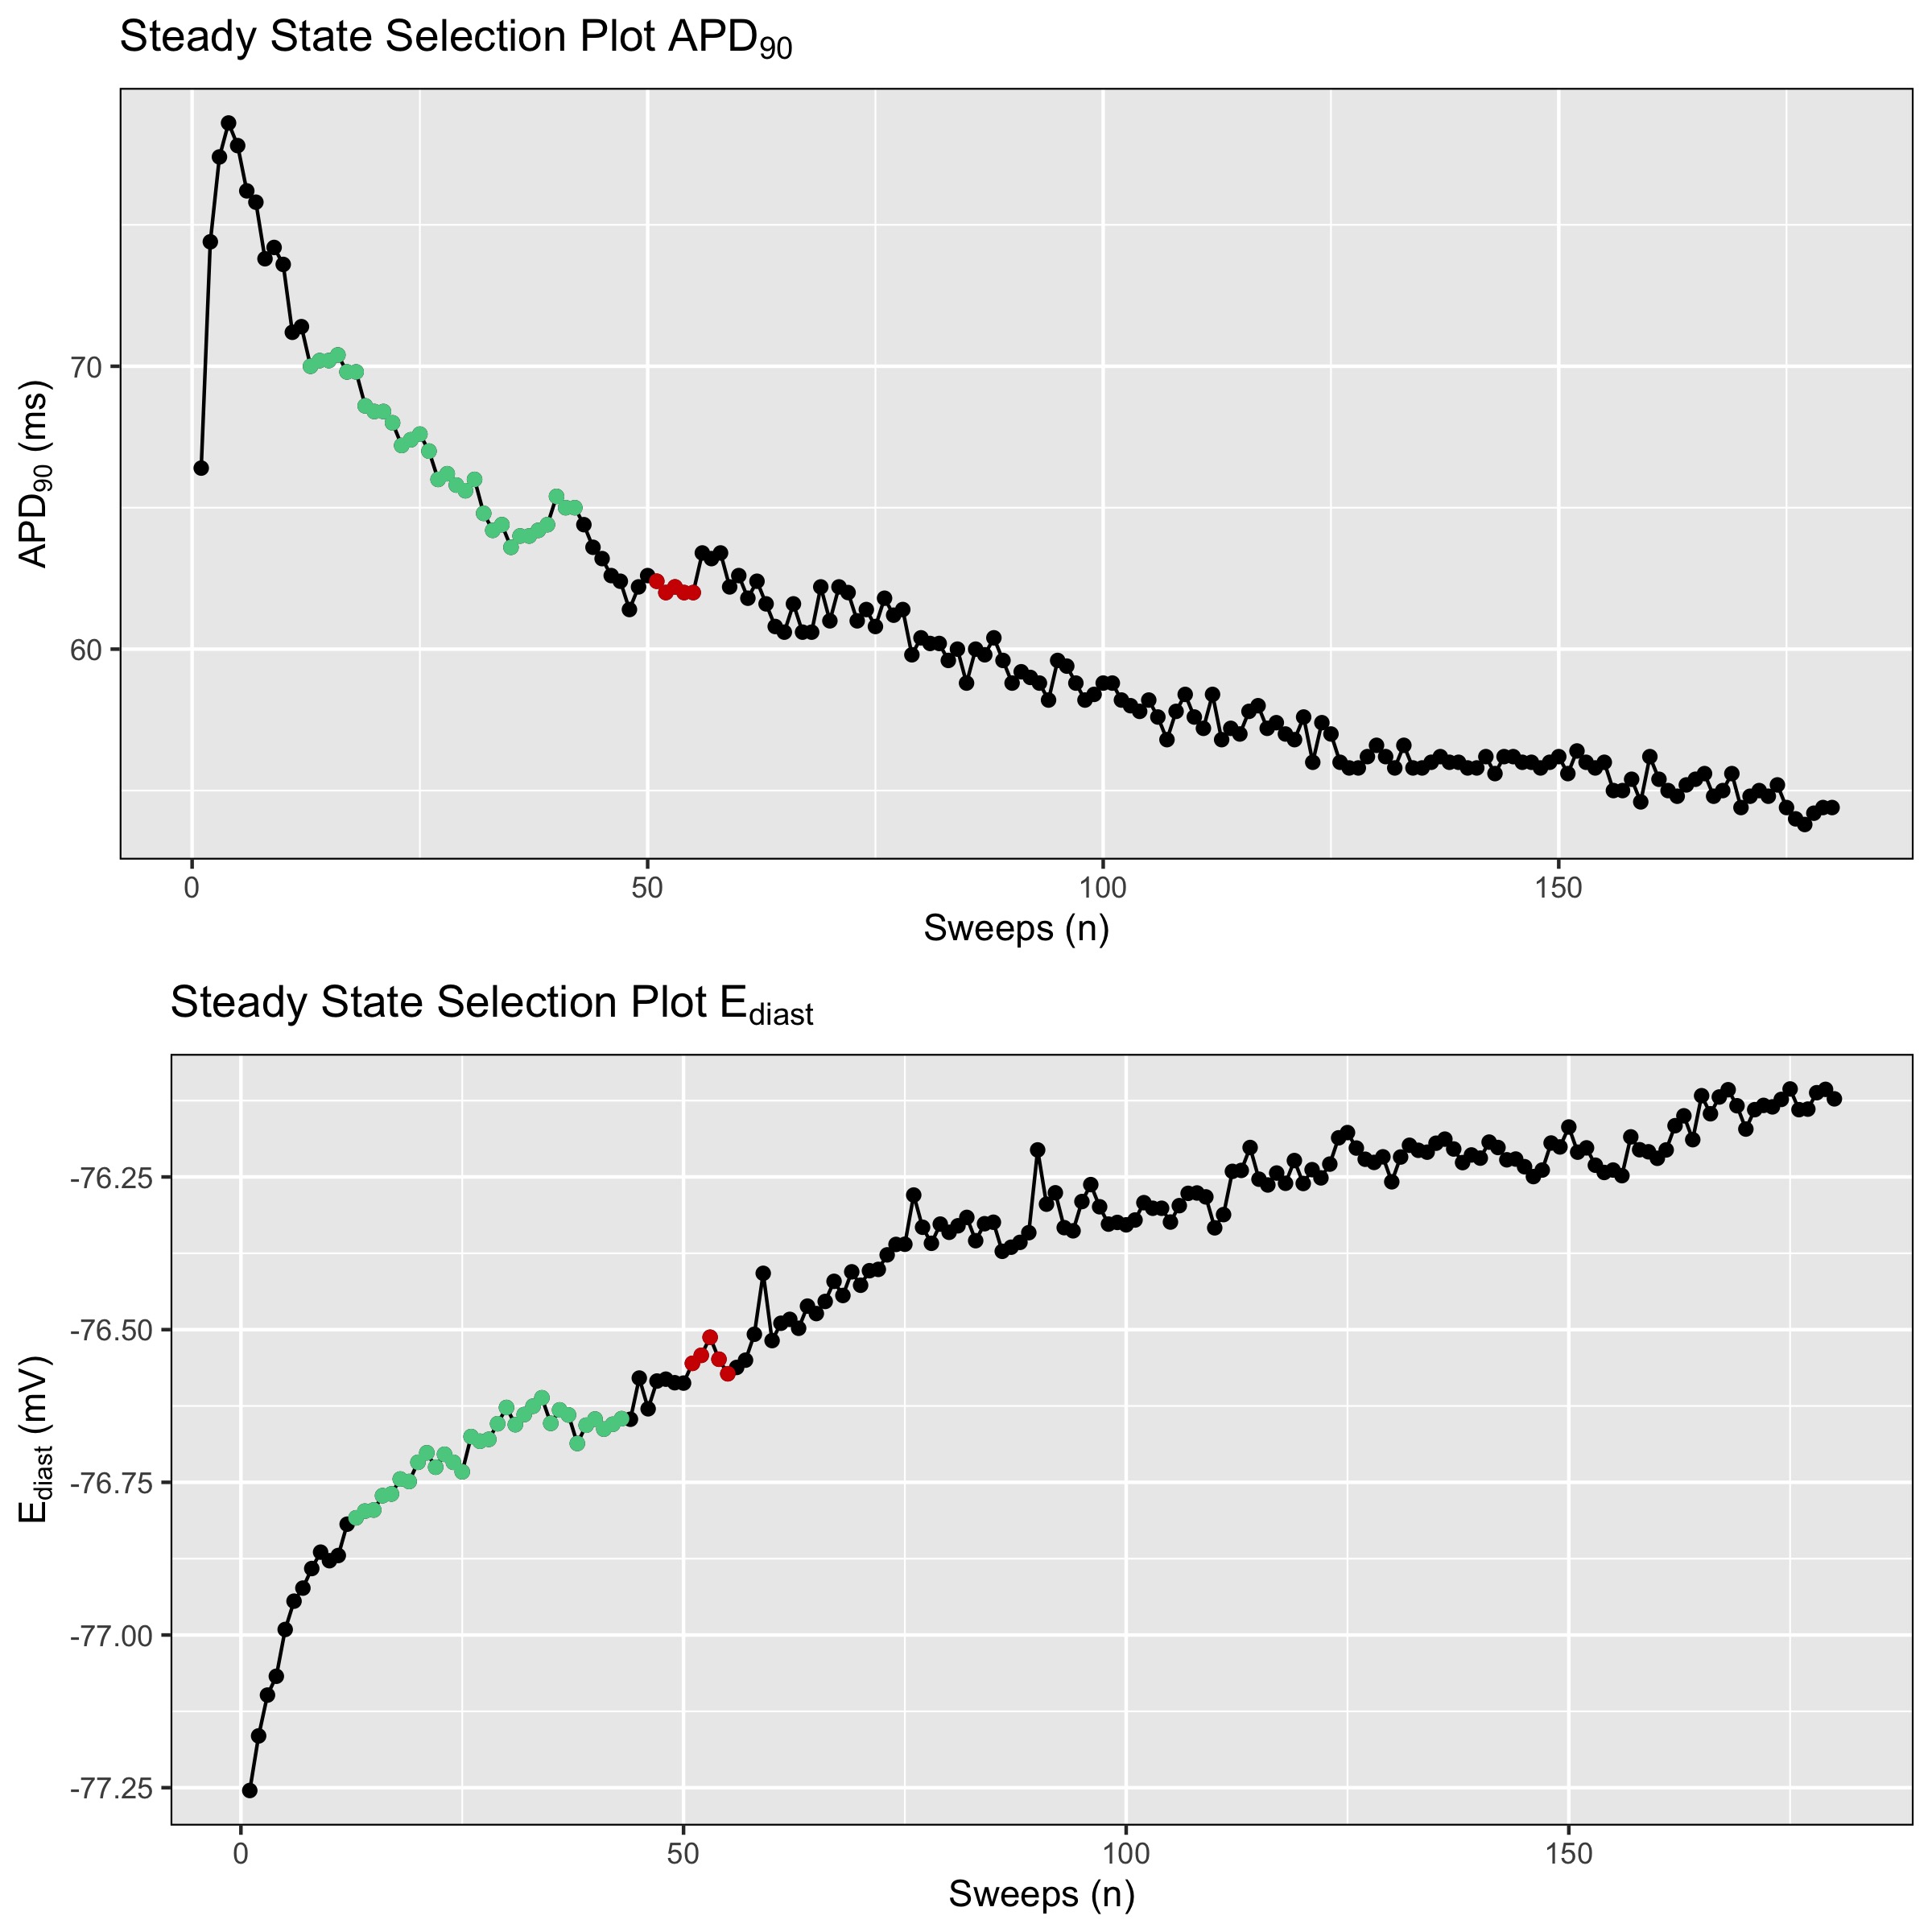 Steady State Selection Plot APD90
APD90 (ms)
70
60
0 50 100 150
Sweeps (n)
Steady State Selection Plot Ediast
Ediast (mV)
-76.25
-76.50
-76.75
-77.00
-77.25
0 50 100 150
Sweeps (n)